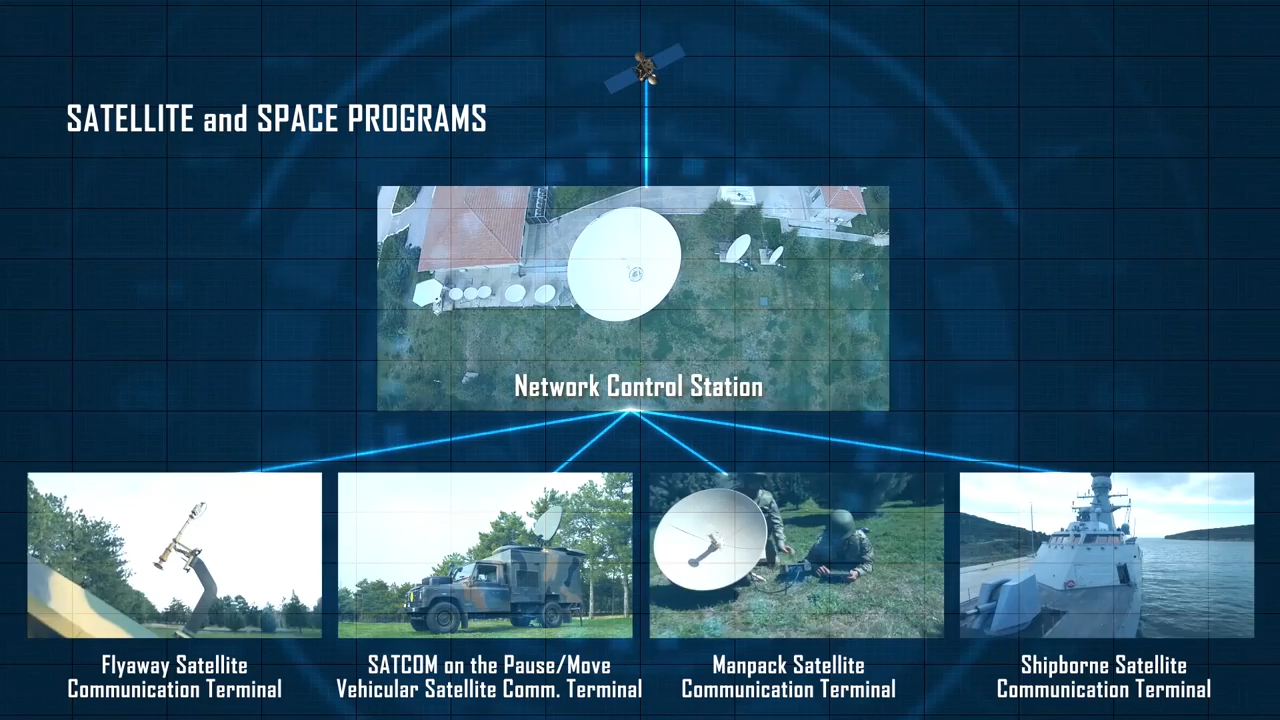 SATELLITE and SPACE PROGRAMS
Network Control Station
Flyaway Satellite
Communication Terminal
SATCOM on the Pause/Move
Vehicular Satellite Comm. Terminal
Manpack Satellite
Communication Terminal
Shipborne Satellite
Communication Terminal